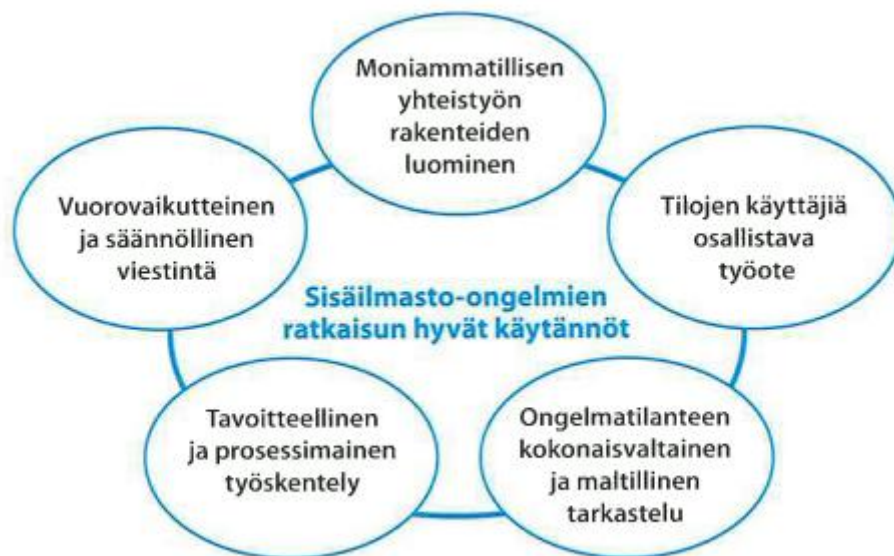 Moniammatillisen
yhteistyön
rakenteiden
luominen
Vuorovaikutteinen
ja säännöllinen
viestintä
Tilojen käyttäjiä
osallistava
työote
Sisäilmasto-ongelmien
ratkaisun hyvät käytännöt
Tavoitteellinen
ja prosessimainen
työskentely
Ongelmatilanteen
kokonaisvaltainen
ja maltillinen
tarkastelu